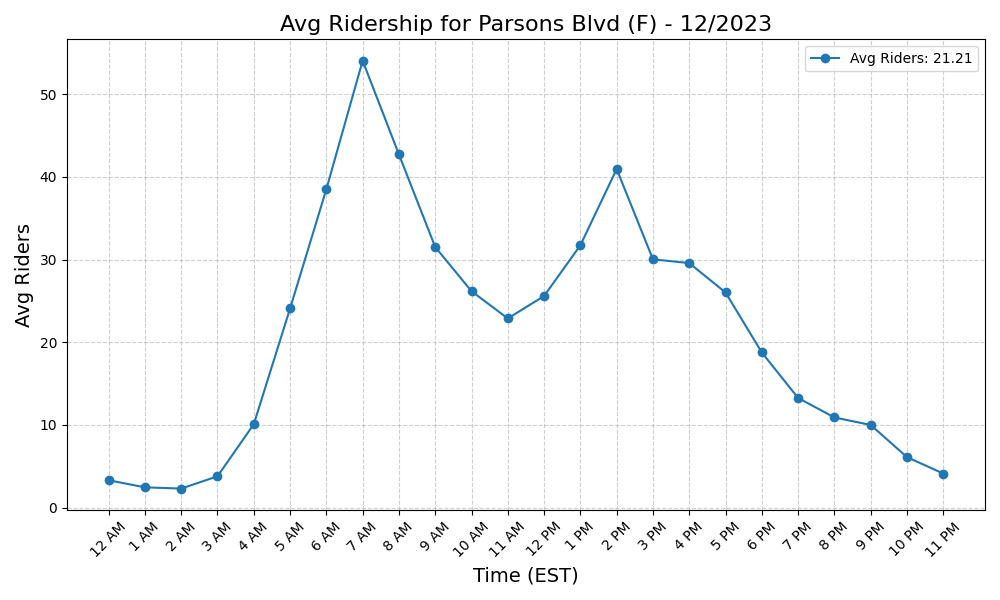 Avg Ridership for Parsons Blvd (F) - 12/2023
Avg Riders: 21.21
Avg Riders
50
40
30
20
10
0
12 AM
1 AM
2 AM
3 AM
4 AM
5 AM
6 AM
7 AM
8 AM
9 AM
10 AM
11 AM
12 PM
1 PM
2 PM
3 PM
4 PM
5 PM
6 PM
7 PM
8 PM
9 PM
10 PM
11 PM
Time (EST)